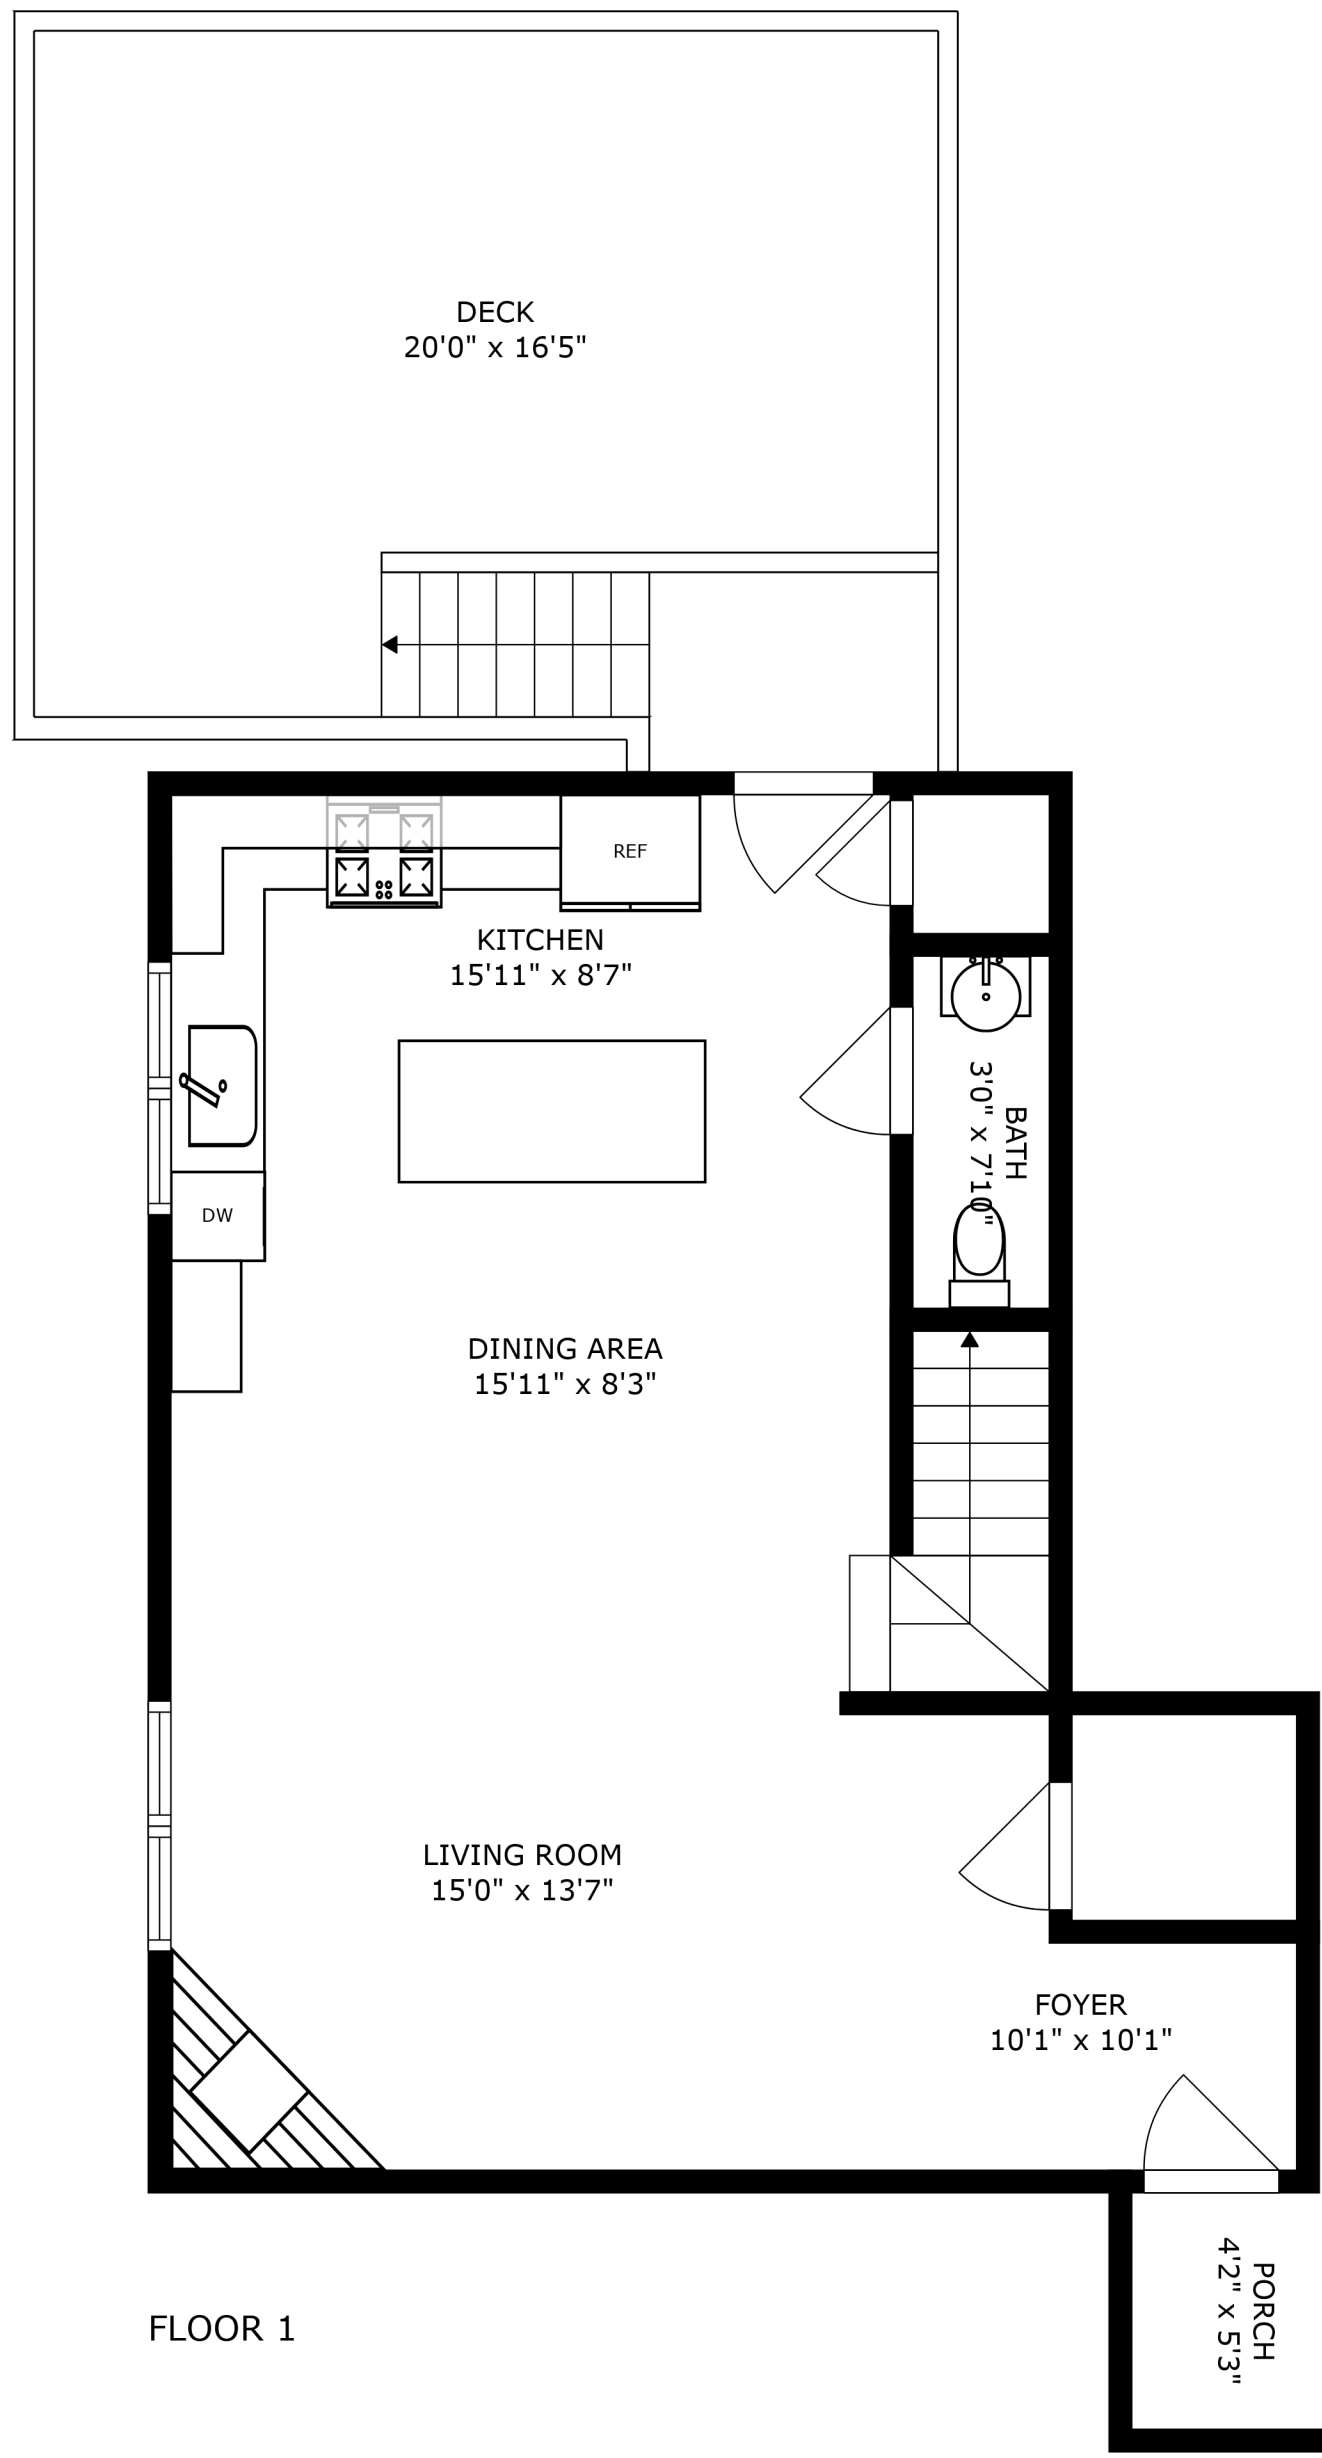 DECK
20'0" x 16'5"
REF
KITCHEN
15'11" x 8'7"
BATH
3'0" x 7'10"
DW
DINING AREA
15'11" x 8'3"
LIVING ROOM
15'0" x 13'7"
FOYER
10'1" x 10'1"
PORCH
4'2" x 5'3"
FLOOR 1